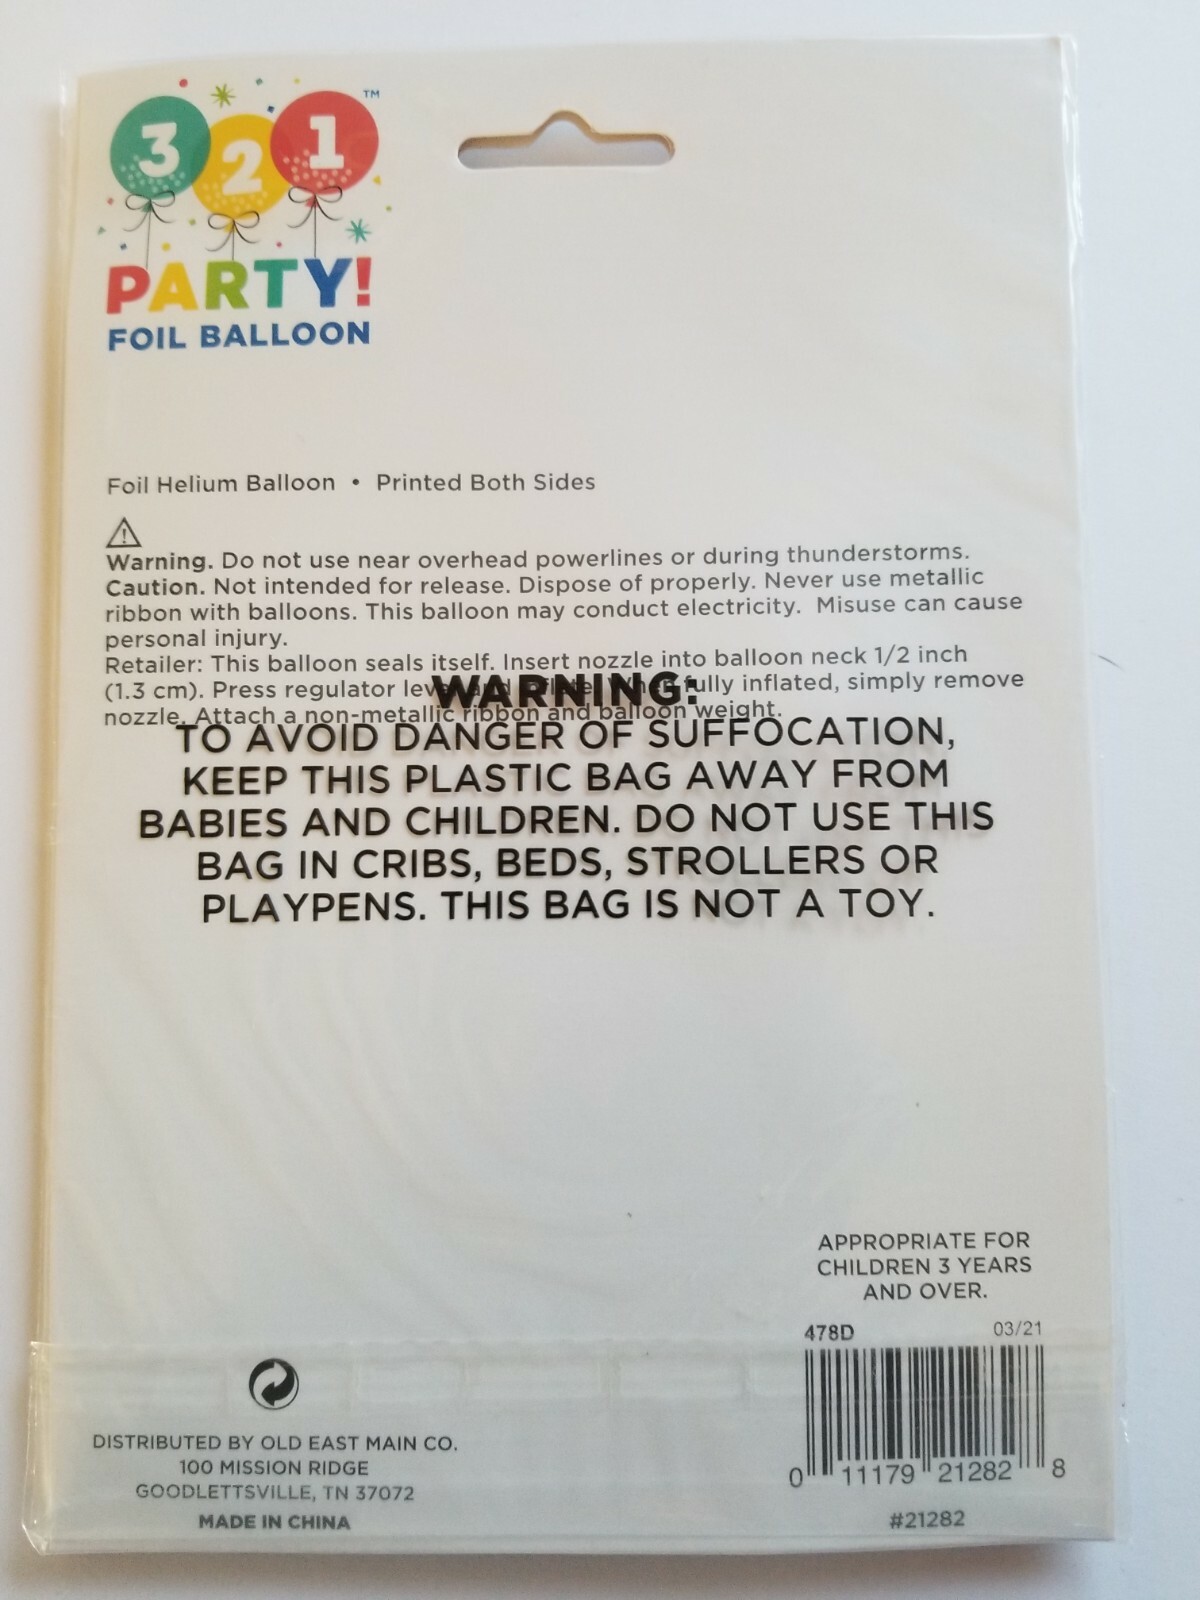 3 2 1 ™
PARTY!
FOIL BALLOON
Foil Helium Balloon • Printed Both Sides
Warning. Do not use near overhead powerlines or during thunderstorms.
Caution. Not intended for release. Dispose of properly. Never use metallic
ribbon with balloons. This balloon may conduct electricity. Misuse can cause
personal injury.
Retailer: This balloon seals itself. Insert nozzle into balloon neck 1/2 inch
(1.3 cm). Press regulator lever and inflate. When fully inflated, simply remove
nozzle. Attach a non-metallic ribbon and balloon weight.
WARNING:
TO AVOID DANGER OF SUFFOCATION,
KEEP THIS PLASTIC BAG AWAY FROM
BABIES AND CHILDREN. DO NOT USE THIS
BAG IN CRIBS, BEDS, STROLLERS OR
PLAYPENS. THIS BAG IS NOT A TOY.
APPROPRIATE FOR
CHILDREN 3 YEARS
AND OVER.
478D 03/21
0 11179 21282 8
#21282
DISTRIBUTED BY OLD EAST MAIN CO.
100 MISSION RIDGE
GOODLETTSVILLE, TN 37072
MADE IN CHINA